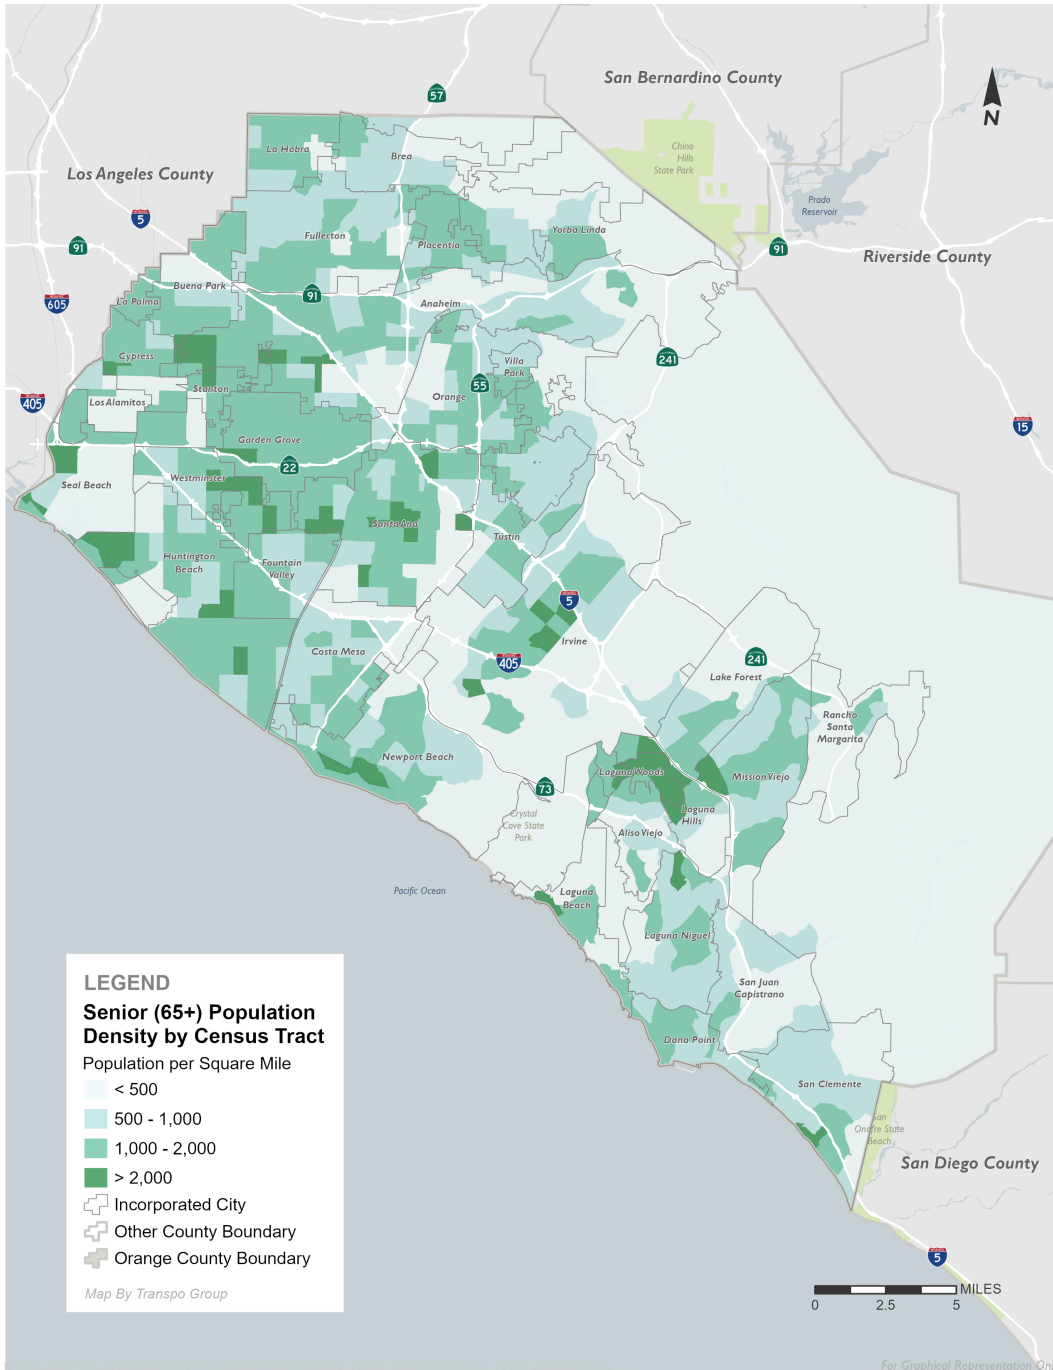 San Bernardino County
57
N
Chino
Hills
State Park
La Habra
Brea
Los Angeles County
Prado
Reservoir
5
91
Fullerton
Placentia
Yorba Linda
91
Riverside County
Buena Park
91
605
La Palma
Anaheim
Cypress
241
Villa
Park
55
Stanton
405
Los Alamitos
Orange
15
Garden Grove
22
Westminster
Seal Beach
Santa Ana
Tustin
Huntington
Beach
Fountain
Valley
5
Irvine
Costa Mesa
405
241
Lake Forest
Rancho
Santa
Margarita
Newport Beach
Laguna Woods
Mission Viejo
73
Laguna
Hills
Crystal
Cove State
Park
Aliso Viejo
Pacific Ocean
Laguna
Beach
Laguna Niguel
San Juan
Capistrano
Dana Point
San Clemente
San
Onofre State
Beach
San Diego County
5
LEGEND
Senior (65+) Population
Density by Census Tract
Population per Square Mile
< 500
500 - 1,000
1,000 - 2,000
> 2,000
Incorporated City
Other County Boundary
Orange County Boundary
Map By Transpo Group
MILES
0 2.5 5
For Graphical Representation On